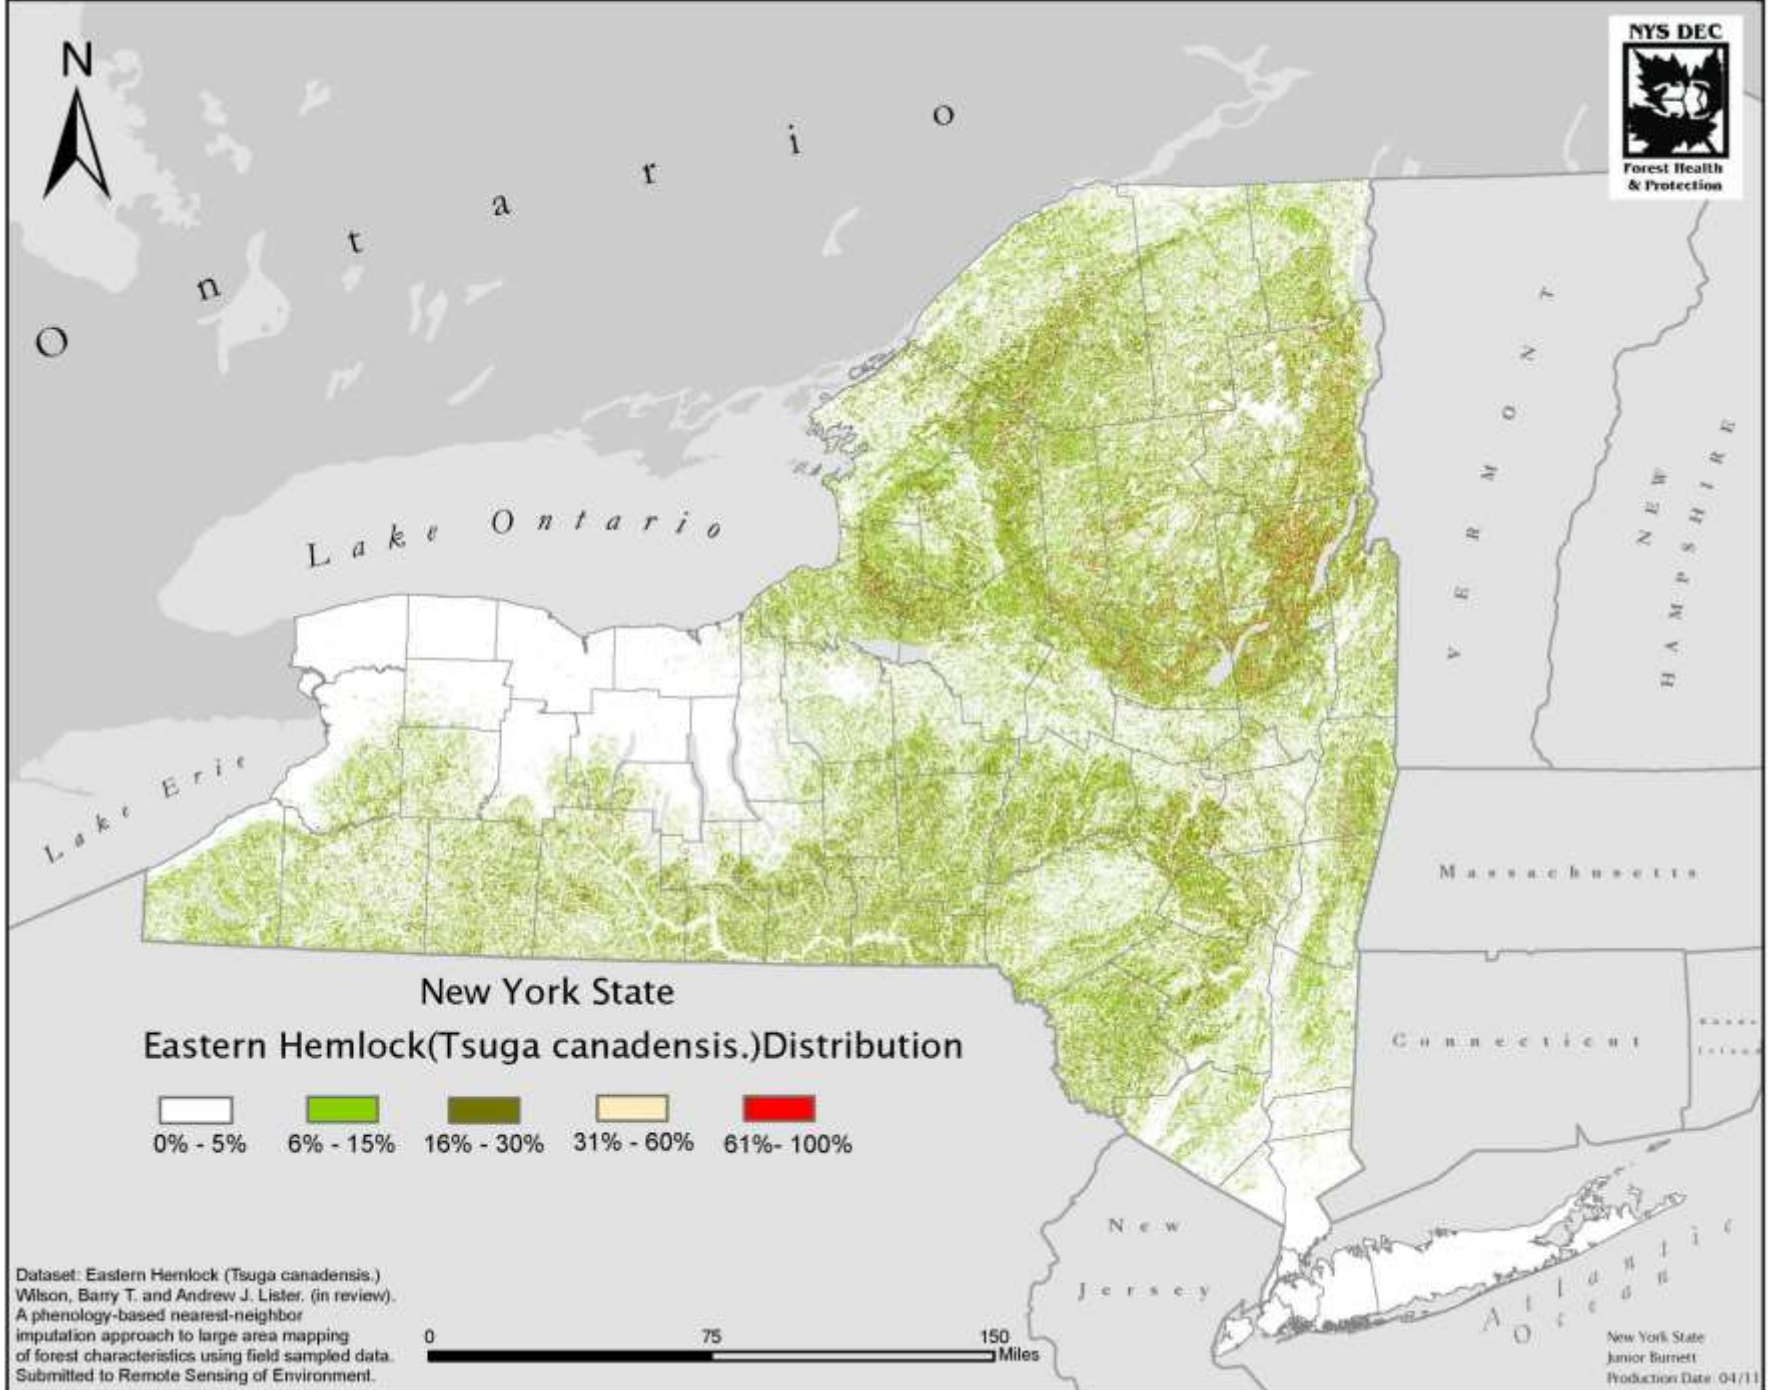 NYS DEC
Forest Health
& Protection
N
Ontario
Lake Ontario
Lake Erie
VERMONT
NEW
HAMPSHIRE
Massachusetts
Connecticut
New
Jersey
Atlantic
Ocean
New York State
Eastern Hemlock(Tsuga canadensis.)Distribution
0% - 5% 6% - 15% 16% - 30% 31% - 60% 61%- 100%
Dataset: Eastern Hemlock (Tsuga canadensis.)
Wilson, Barry T. and Andrew J. Lister. (in review).
A phenology-based nearest-neighbor
imputation approach to large area mapping
of forest characteristics using field sampled data.
Submitted to Remote Sensing of Environment.
0 75 150
Miles
New York State
Junior Burnett
Production Date 04/11